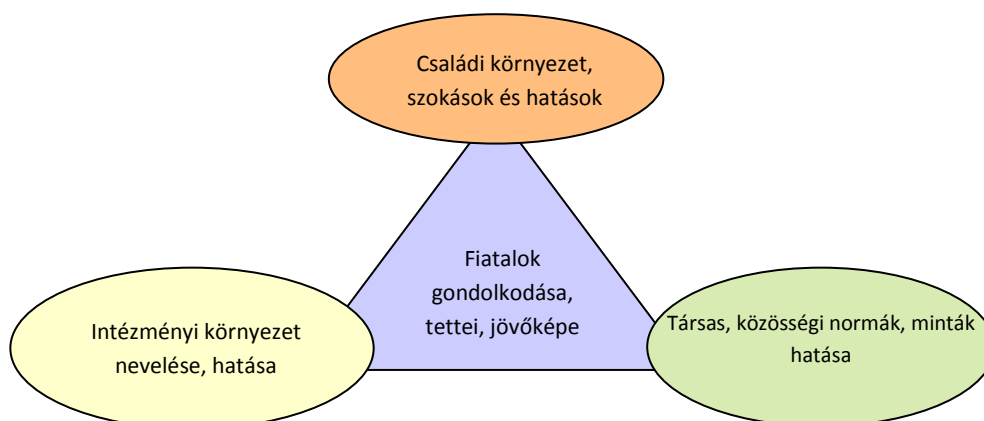 Családi környezet,
szokások és hatások
Fiatalok
gondolkodása,
tettei, jövőképe
Intézményi környezet
nevelése, hatása
Társas, közösségi normák, minták
hatása